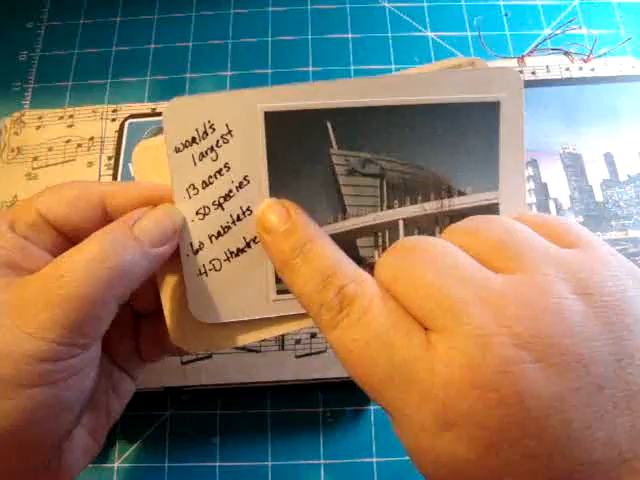 world's
largest
· 13 acres
· 50 species
· 60 habitats
· 4-D theatre